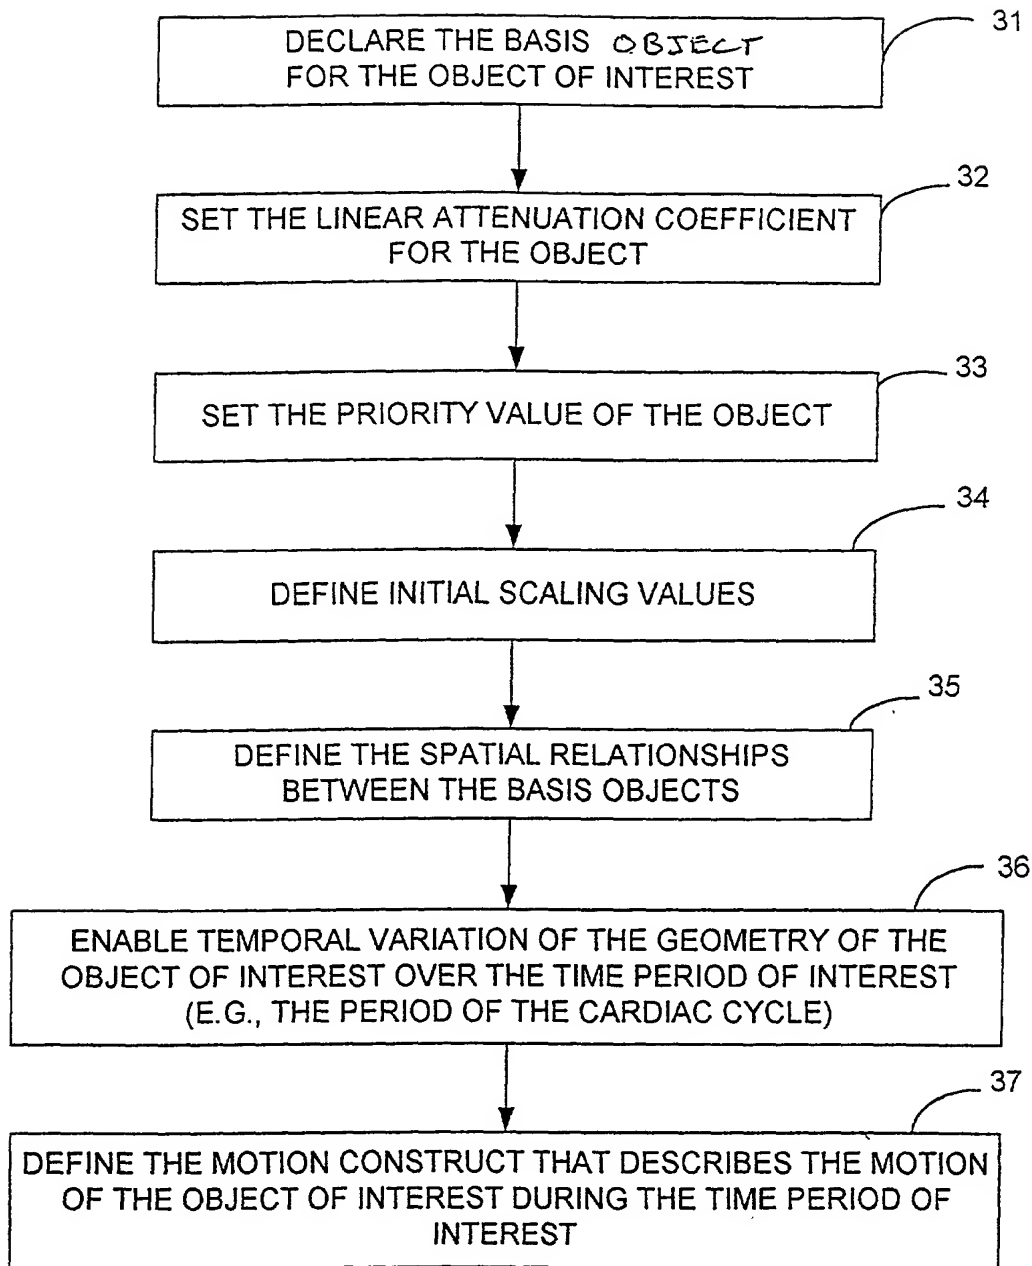 31
DECLARE THE BASIS OBJECT
FOR THE OBJECT OF INTEREST
32
SET THE LINEAR ATTENUATION COEFFICIENT
FOR THE OBJECT
33
SET THE PRIORITY VALUE OF THE OBJECT
34
DEFINE INITIAL SCALING VALUES
35
DEFINE THE SPATIAL RELATIONSHIPS
BETWEEN THE BASIS OBJECTS
36
ENABLE TEMPORAL VARIATION OF THE GEOMETRY OF THE
OBJECT OF INTEREST OVER THE TIME PERIOD OF INTEREST
(E.G., THE PERIOD OF THE CARDIAC CYCLE)
37
DEFINE THE MOTION CONSTRUCT THAT DESCRIBES THE MOTION
OF THE OBJECT OF INTEREST DURING THE TIME PERIOD OF
INTEREST